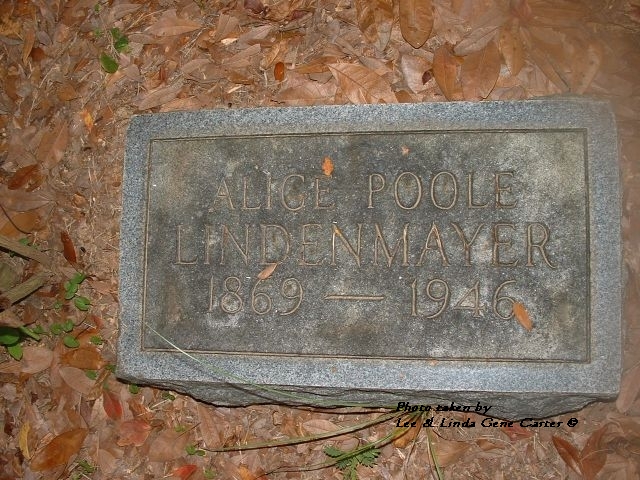 ALICE POOLE
LINDENMAYER
1869 — 1946
Photo taken by
Lee & Linda Gene Carter ©